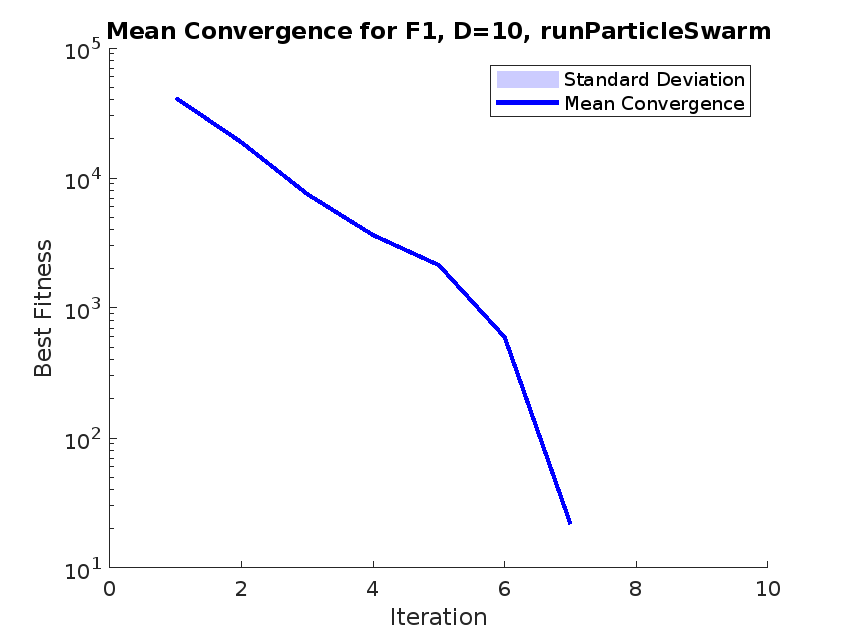 Mean Convergence for F1, D=10, runParticleSwarm
Standard Deviation
Mean Convergence
Best Fitness
10^5
10^4
10^3
10^2
10^1
0 2 4 6 8 10
Iteration